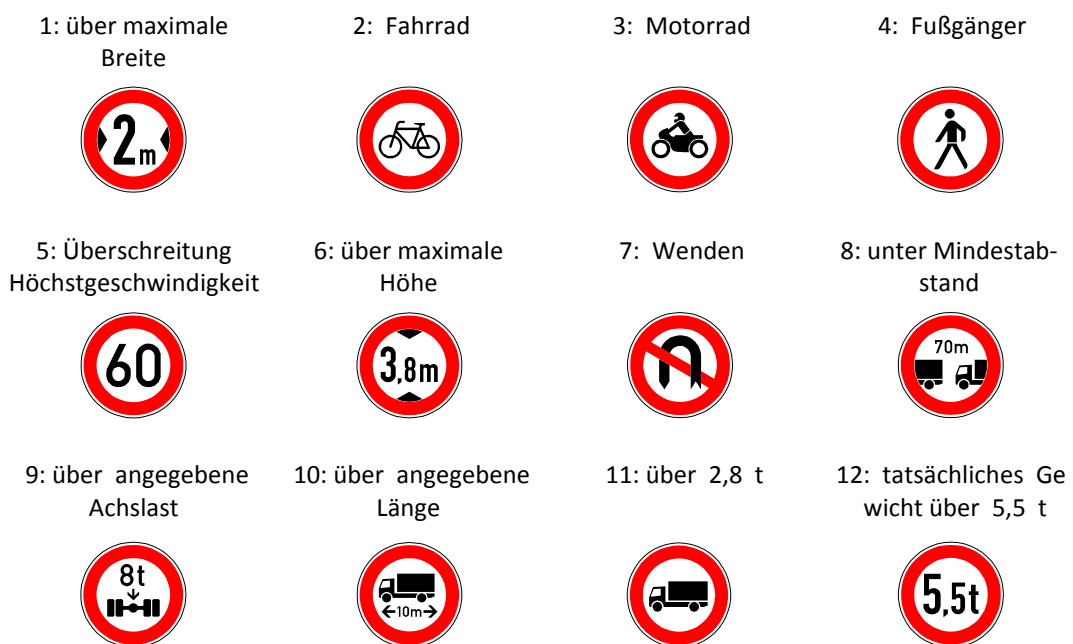 1: über maximale
Breite
2: Fahrrad
3: Motorrad
4: Fußgänger
2m
5: Überschreitung
Höchstgeschwindigkeit
6: über maximale
Höhe
7: Wenden
8: unter Mindestab-
stand
60
3,8m
70m
9: über angegebene
Achslast
10: über angegebene
Länge
11: über 2,8 t
12: tatsächliches Ge
wicht über 5,5 t
8t
10m
5,5t